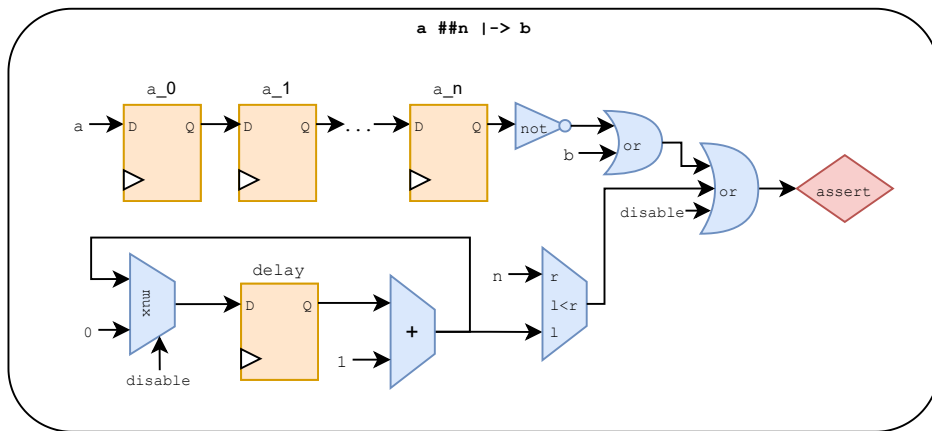 a ##n |-> b
a_0
a_1
a_n
a
D
Q
D
Q
...
D
Q
not
b
or
or
disable
assert
mux
0
disable
delay
D
Q
1
+
n
r
l<r
l